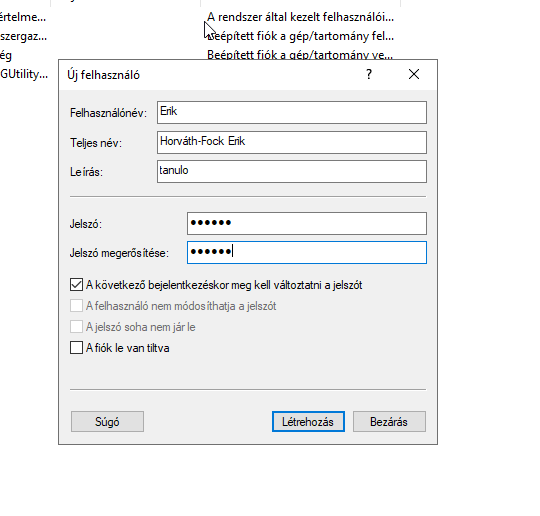 értelme... A rendszer által kezelt felhasználói...
szergaz... Beépített fiók a gép/tartomány fel...
ég Beépített fiók a gép/tartomány ve...
GUtility...
Új felhasználó ?
Felhasználónév: Erik
Teljes név: Horváth-Fock Erik
Leírás: tanulo
Jelszó: ●●●●●●
Jelszó megerősítése: ●●●●●●
A következő bejelentkezéskor meg kell változtatni a jelszót
A felhasználó nem módosíthatja a jelszót
A jelszó soha nem jár le
A fiók le van tiltva
Súgó Létrehozás Bezárás